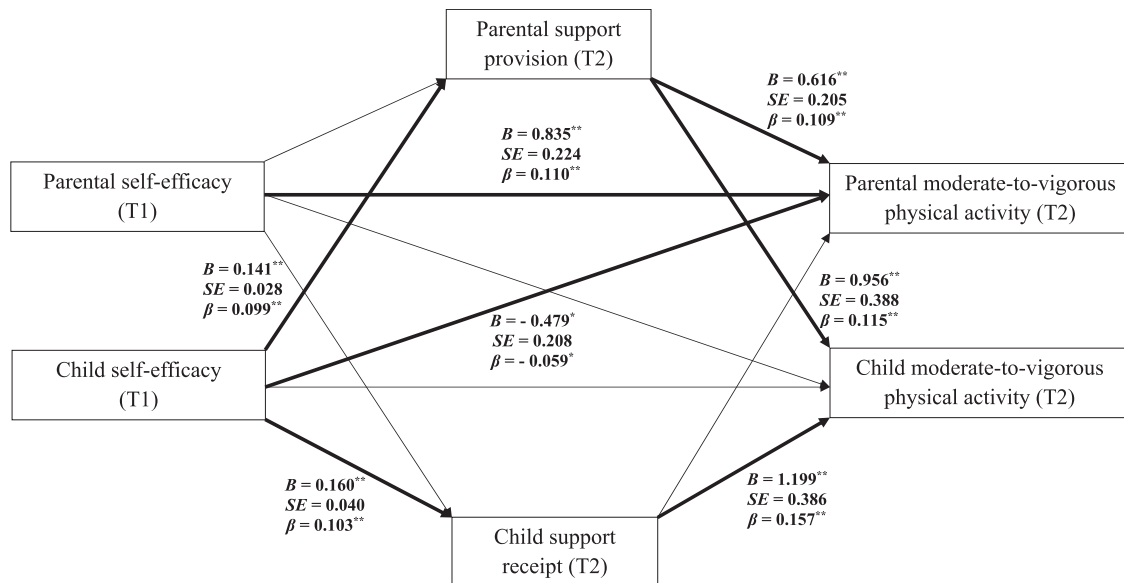 Parental support
provision (T2)
B = 0.616**
SE = 0.205
β = 0.109**
B = 0.835**
SE = 0.224
β = 0.110**
Parental self-efficacy
(T1)
Parental moderate-to-vigorous
physical activity (T2)
B = 0.141**
SE = 0.028
β = 0.099**
B = 0.956**
SE = 0.388
β = 0.115**
B = - 0.479*
SE = 0.208
β = - 0.059*
Child self-efficacy
(T1)
Child moderate-to-vigorous
physical activity (T2)
B = 0.160**
SE = 0.040
β = 0.103**
B = 1.199**
SE = 0.386
β = 0.157**
Child support
receipt (T2)